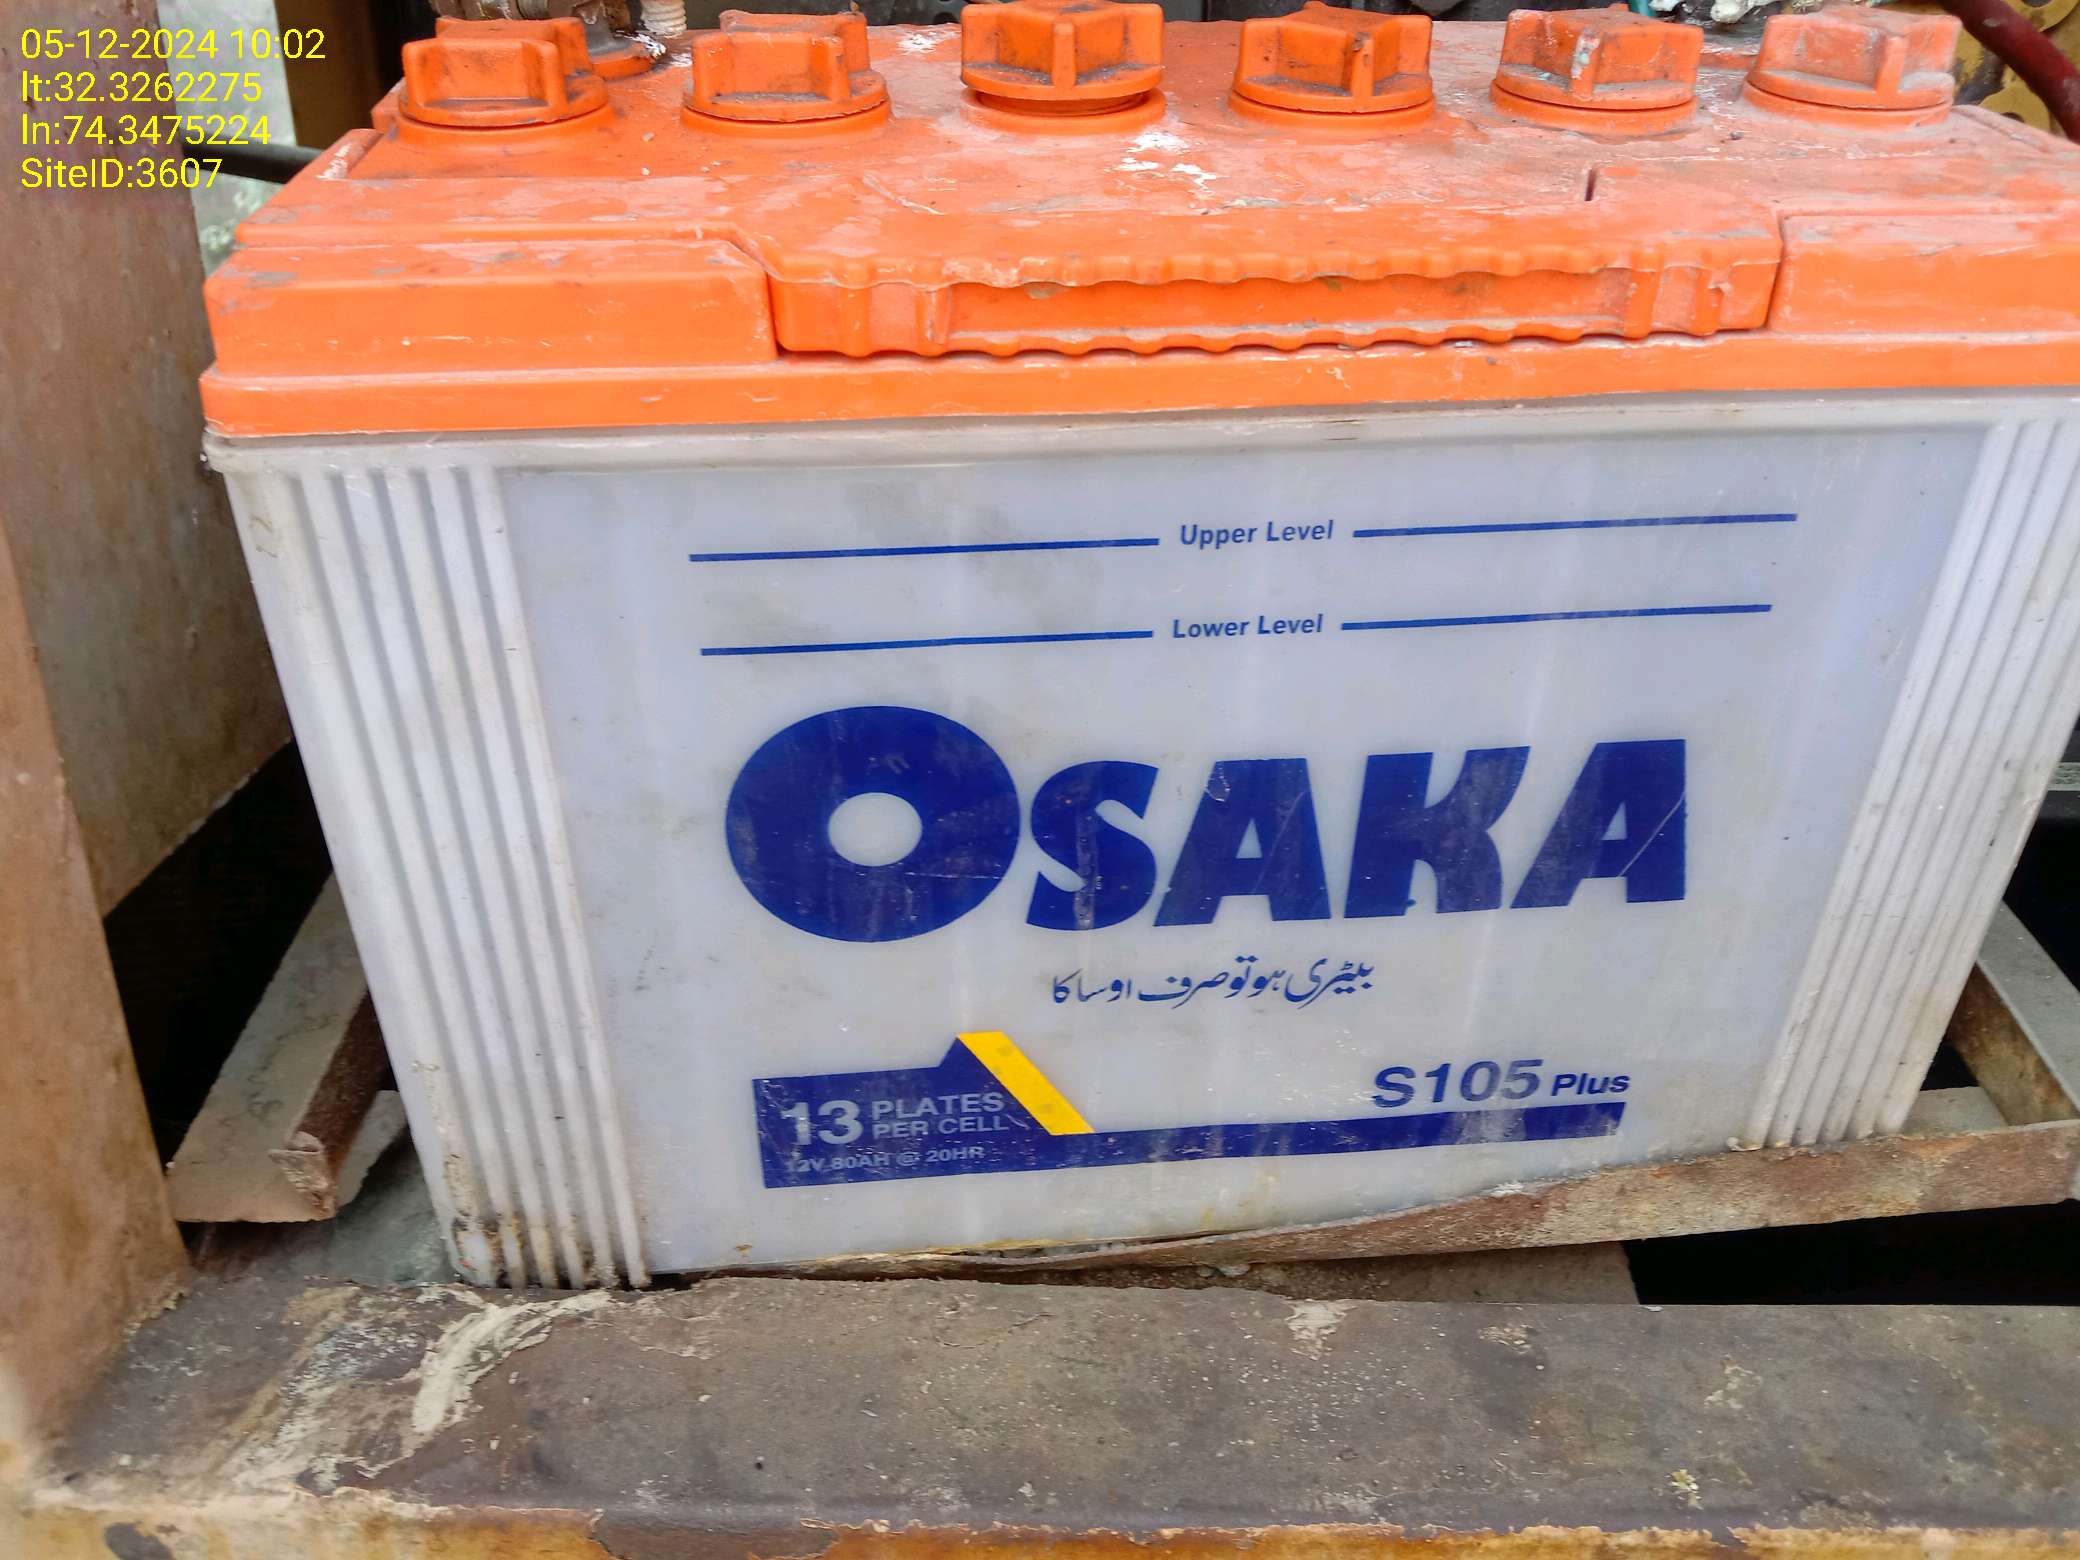 05-12-2024 10:02
lt:32.3262275
ln:74.3475224
SiteID:3607
Upper Level
Lower Level
OSAKA
بیٹری ہو تو صرف اوساکا
S105 Plus
13 PLATES
PER CELL
12V 80AH @ 20HR